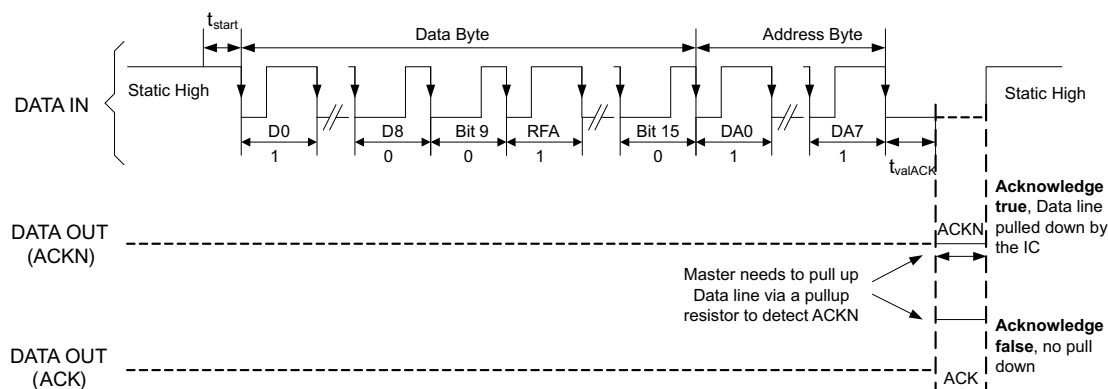 tstart
Data Byte
Address Byte
DATA IN
Static High
Static High
D0
D8
Bit 9
RFA
Bit 15
DA0
DA7
1
0
0
1
0
1
1
tvalACK
Acknowledge
true, Data line
pulled down by
the IC
DATA OUT
(ACKN)
ACKN
Master needs to pull up
Data line via a pullup
resistor to detect ACKN
Acknowledge
false, no pull
down
DATA OUT
(ACK)
ACK